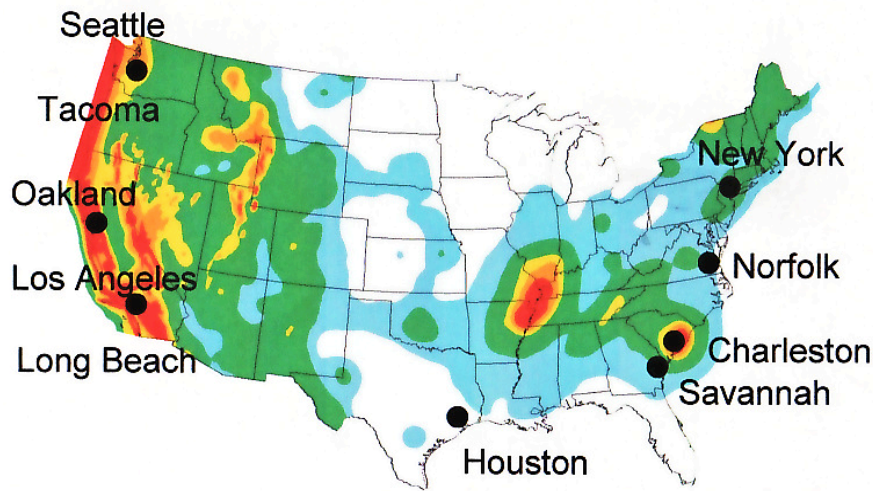 Seattle
Tacoma
New York
Oakland
Norfolk
Los Angeles
Charleston
Long Beach
Savannah
Houston